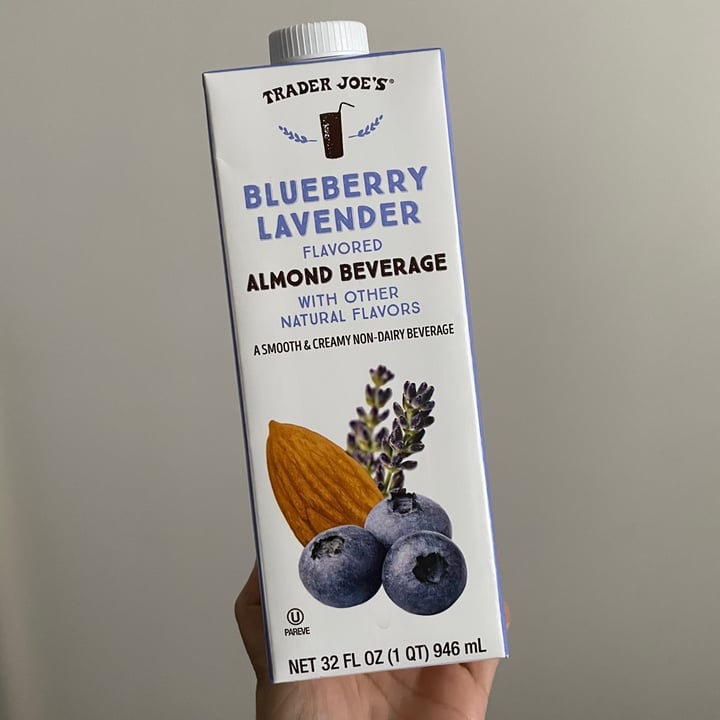 TRADER JOE'S®
BLUEBERRY
LAVENDER
FLAVORED
ALMOND BEVERAGE
WITH OTHER
NATURAL FLAVORS
A SMOOTH & CREAMY NON-DAIRY BEVERAGE
U
PAREVE
NET 32 FL OZ (1 QT) 946 mL